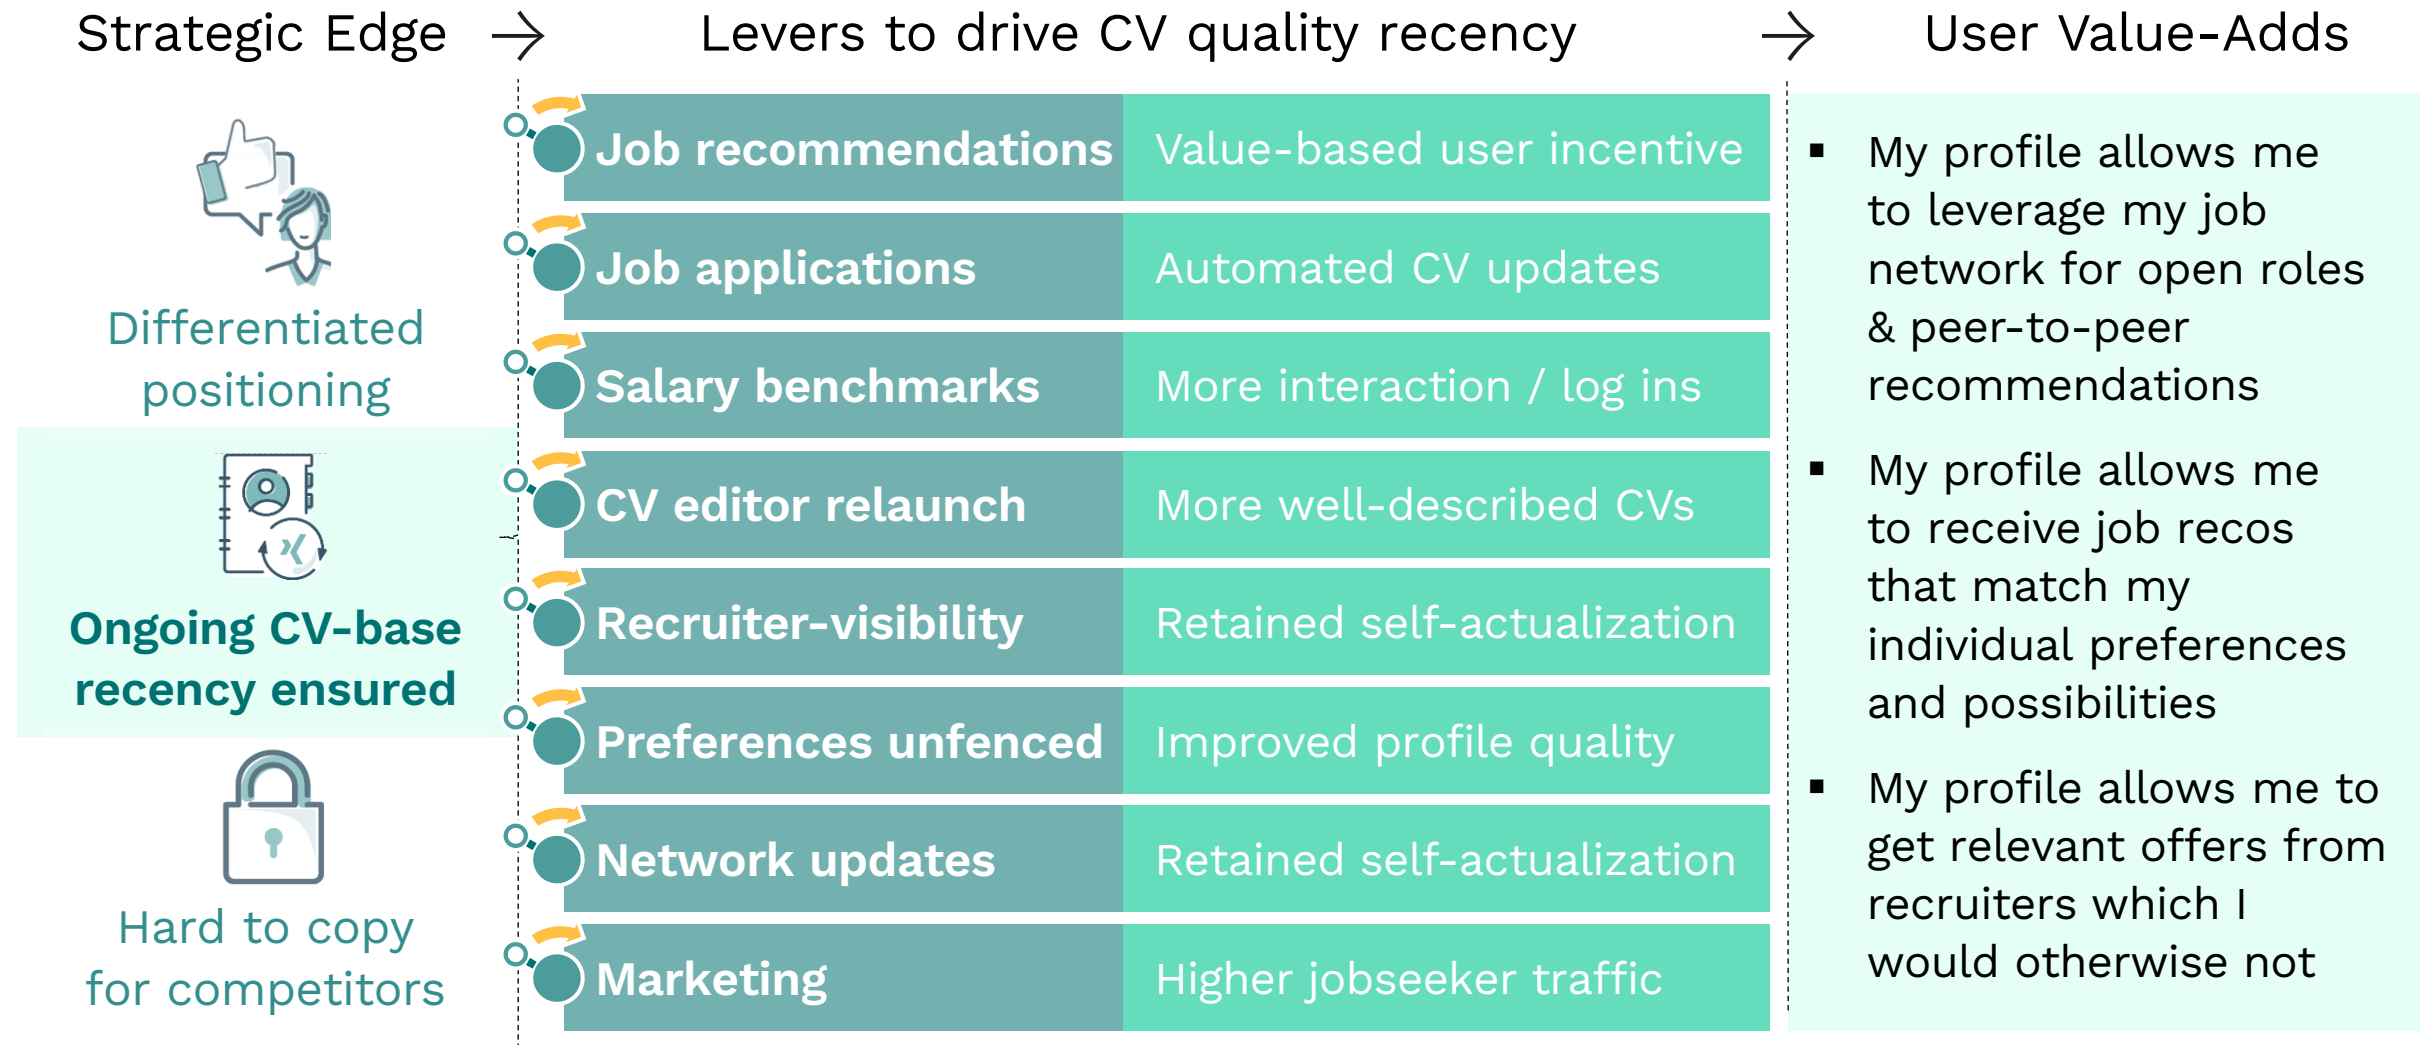 Strategic Edge → Levers to drive CV quality recency → User Value-Adds
Differentiated
positioning
Ongoing CV-base
recency ensured
Hard to copy
for competitors
Job recommendations Value-based user incentive
Job applications Automated CV updates
Salary benchmarks More interaction / log ins
CV editor relaunch More well-described CVs
Recruiter-visibility Retained self-actualization
Preferences unfenced Improved profile quality
Network updates Retained self-actualization
Marketing Higher jobseeker traffic
▪ My profile allows me
to leverage my job
network for open roles
& peer-to-peer
recommendations
▪ My profile allows me
to receive job recos
that match my
individual preferences
and possibilities
▪ My profile allows me to
get relevant offers from
recruiters which I
would otherwise not